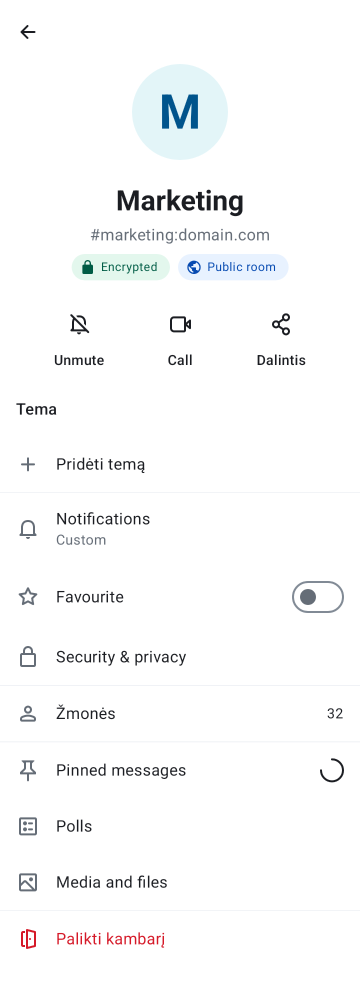 M
Marketing
#marketing:domain.com
Encrypted
Public room
Unmute
Call
Dalintis
Tema
Pridėti temą
Notifications
Custom
Favourite
Security & privacy
Žmonės 32
Pinned messages
Polls
Media and files
Palikti kambarį